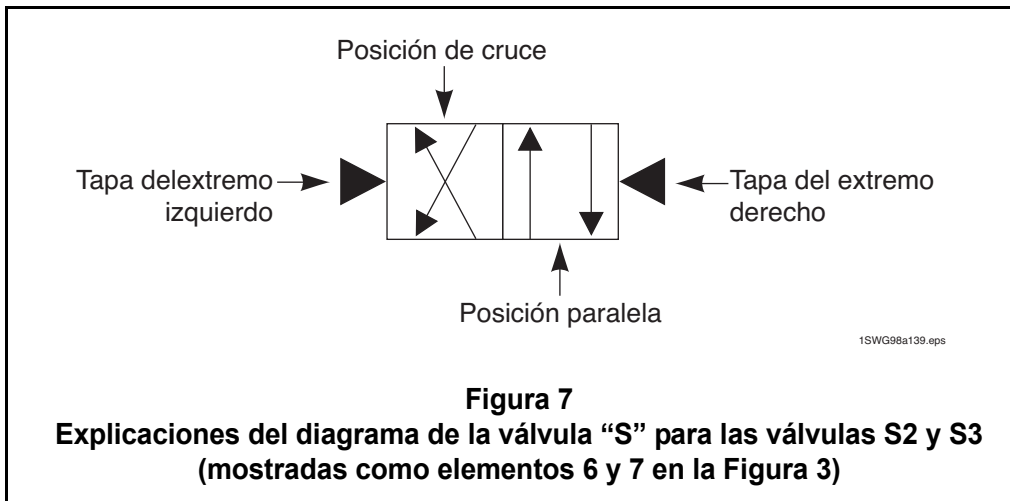 Posición de cruce
Tapa delextremo
izquierdo
Tapa del extremo
derecho
Posición paralela
1SWG98a139.eps
Figura 7
Explicaciones del diagrama de la válvula “S” para las válvulas S2 y S3
(mostradas como elementos 6 y 7 en la Figura 3)